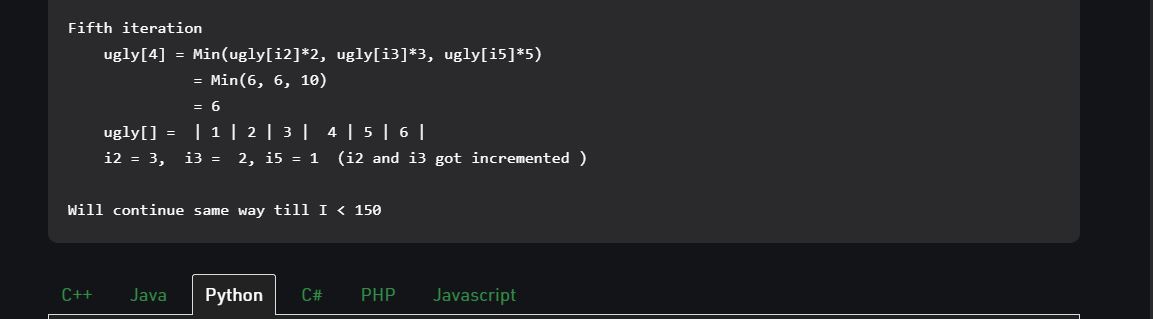 Fifth iteration
ugly[4] = Min(ugly[i2]*2, ugly[i3]*3, ugly[i5]*5)
= Min(6, 6, 10)
= 6
ugly[] = | 1 | 2 | 3 | 4 | 5 | 6 |
i2 = 3, i3 = 2, i5 = 1 (i2 and i3 got incremented )
Will continue same way till I < 150
C++ Java Python C# PHP Javascript